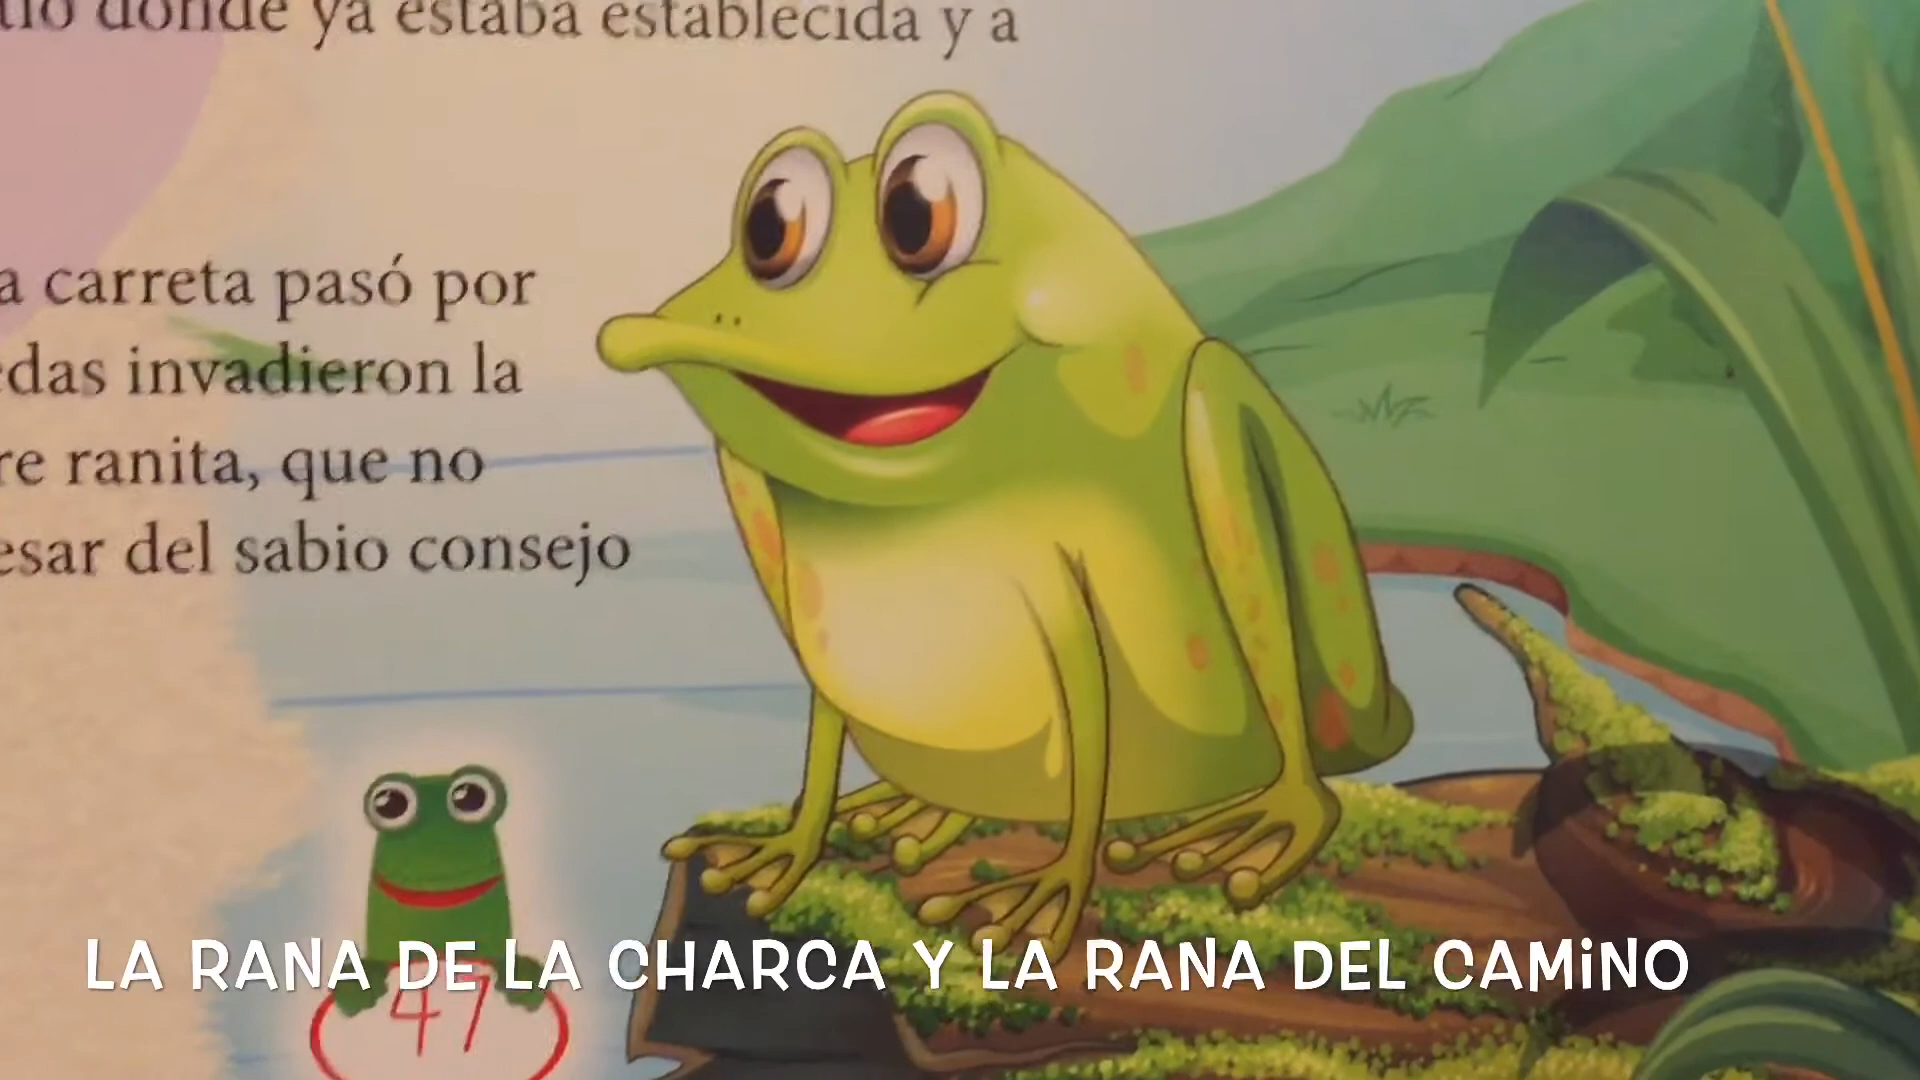 donde ya estaba establecida y a
a carreta pasó por
edas invadieron la
re ranita, que no
esar del sabio consejo
LA RANA DE LA CHARCA Y LA RANA DEL CAMiNO
47